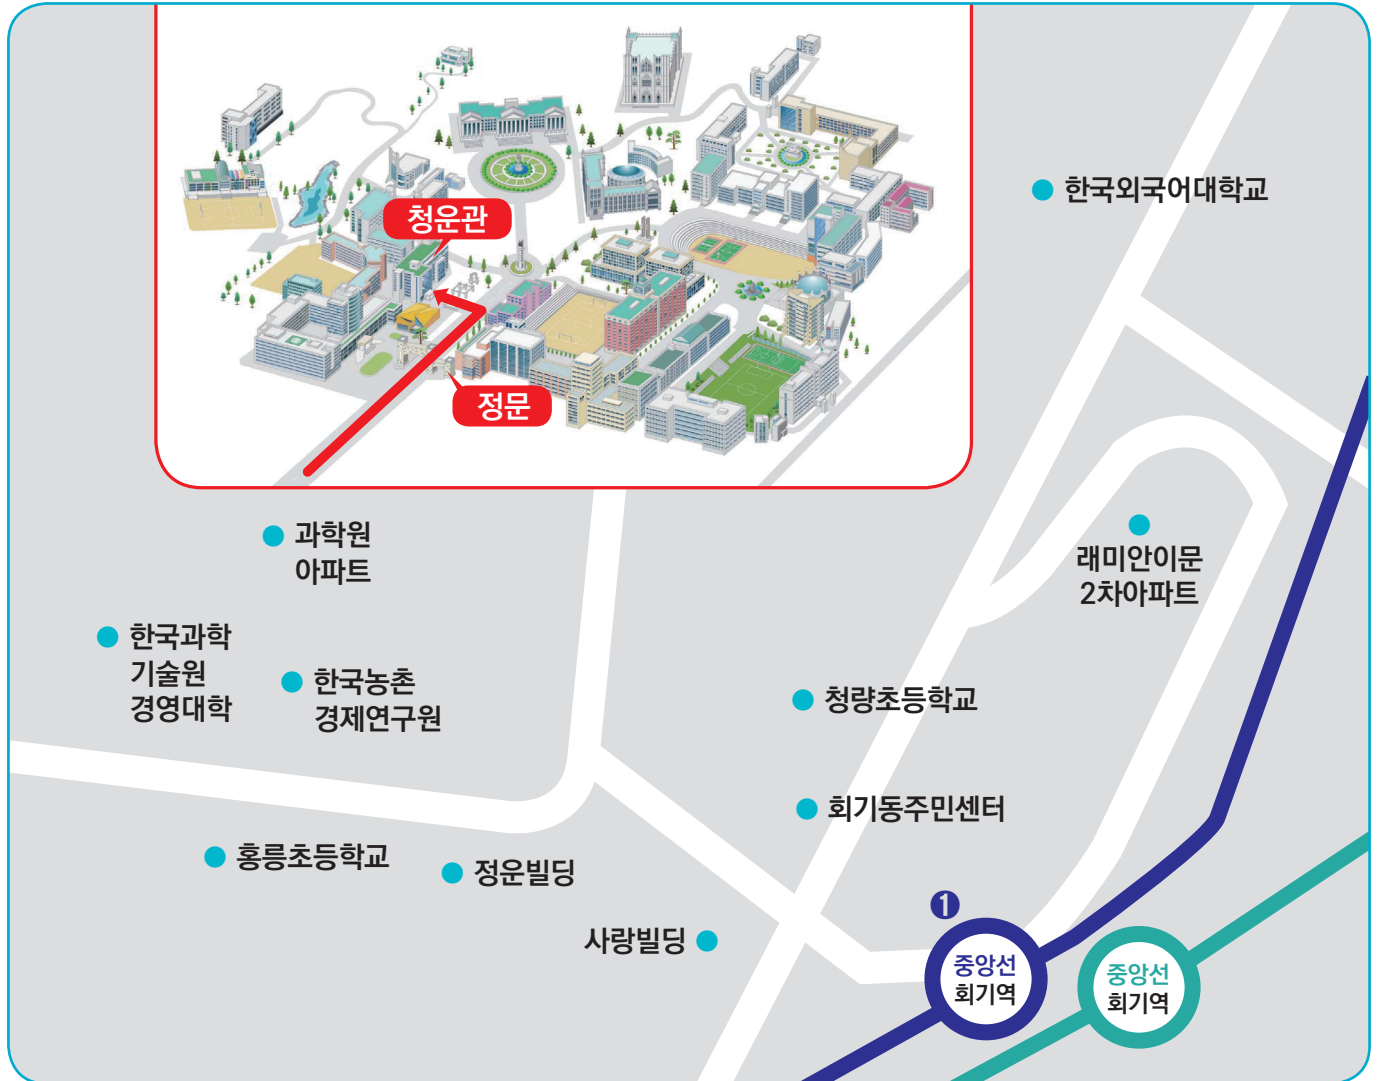 청운관
정문
한국외국어대학교
과학원
아파트
래미안이문
2차아파트
한국과학
기술원
경영대학
한국농촌
경제연구원
청량초등학교
회기동주민센터
홍릉초등학교
정운빌딩
사랑빌딩
1
중앙선
회기역
중앙선
회기역